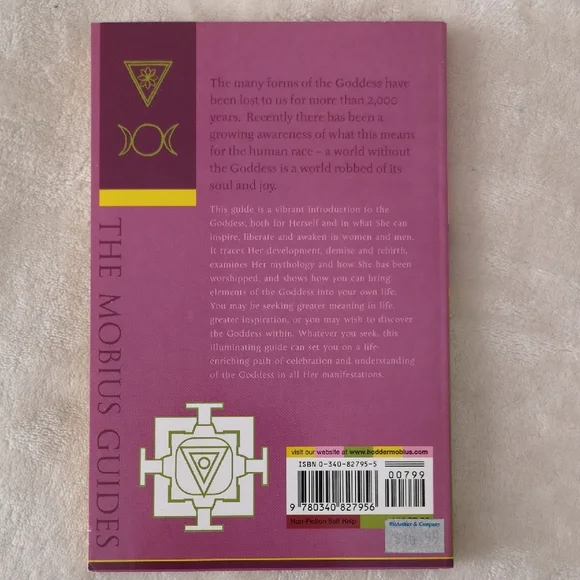 The many forms of the Goddess have
been lost to us for more than 2,000
years. Recently there has been a
growing awareness of what this means
for the human race – a world without
the Goddess is a world robbed of its
soul and joy.
This guide is a vibrant introduction to the
Goddess, both for Herself and in what She can
inspire, liberate and awaken in women and men.
It traces Her development, demise and rebirth,
examines Her mythology and how She has been
worshipped, and shows how you can bring
elements of the Goddess into your own life.
You may be seeking greater meaning in life,
greater inspiration, or you may wish to discover
the Goddess within. Whatever you seek, this
illuminating guide can set you on a life-
enriching path of celebration and understanding
of the Goddess in all Her manifestations.
THE MOBIUS GUIDES
visit our website at www.hoddermobius.com
ISBN 0-340-82795-5
00799
9 780340 827956
Non-Fiction Self Help
& Company